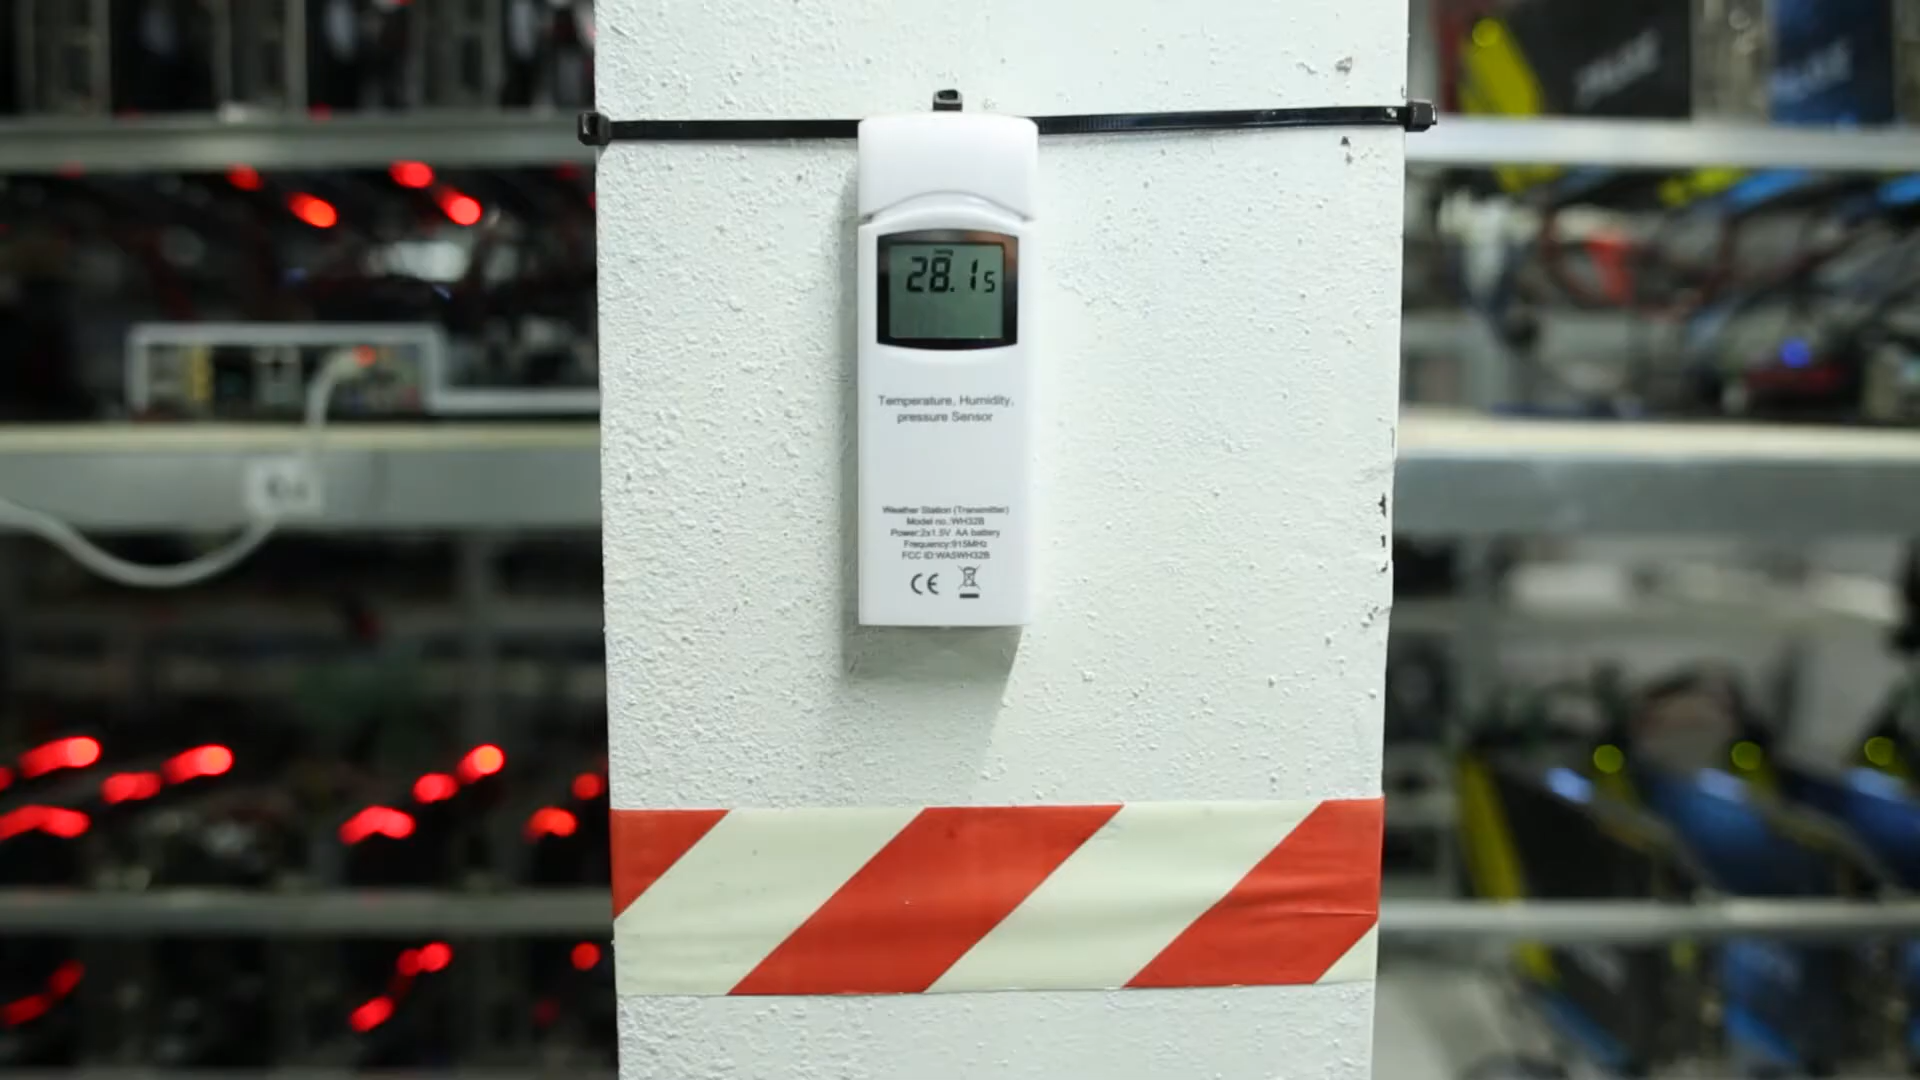 28.1s
Temperature, Humidity,
pressure Sensor
Weather Station (Transmitter)
Model no.:WH32B
Power:2x1.5V AA battery
Frequency:915MHz
FCC ID:WA5WH32B
CE